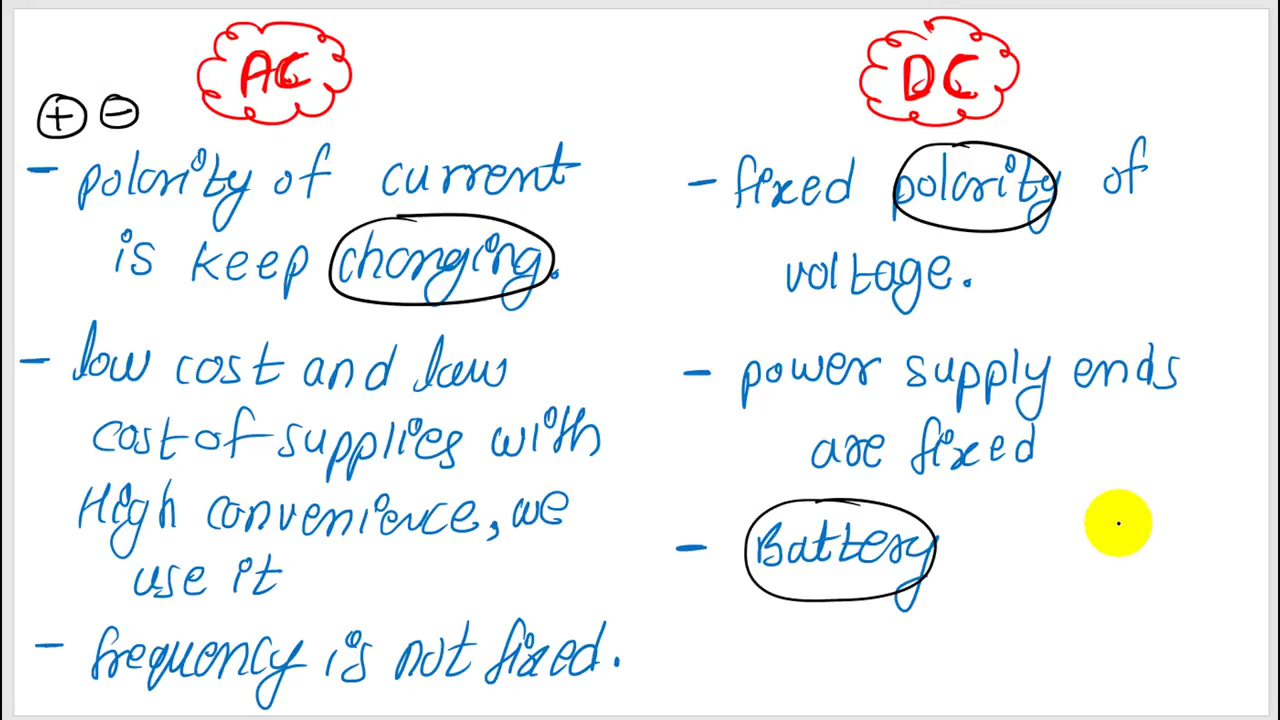 AC
+ -
- polarity of current
is keep changing.
- low cost and low
cost of supplies with
High convenience, we
use it
- frequency is not fixed.
DC
- fixed polarity of
voltage.
- power supply ends
are fixed
- Battery